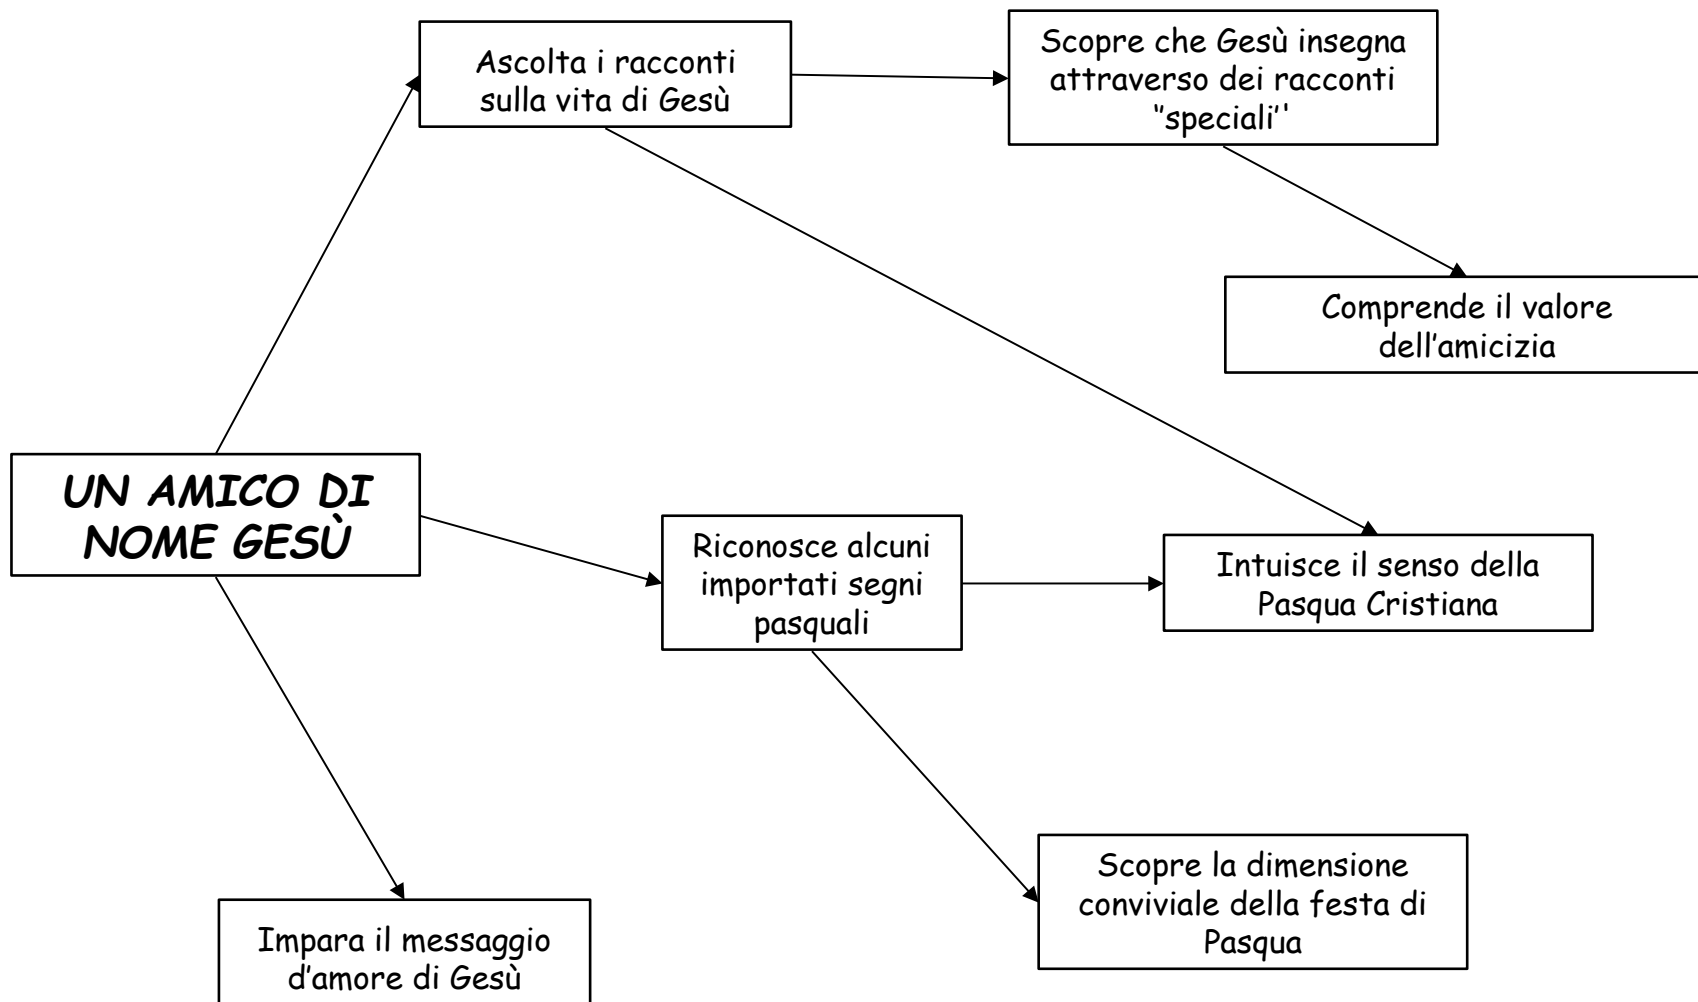 Ascolta i racconti
sulla vita di Gesù
Scopre che Gesù insegna
attraverso dei racconti
‘'speciali’'
Comprende il valore
dell’amicizia
UN AMICO DI
NOME GESÙ
Riconosce alcuni
importati segni
pasquali
Intuisce il senso della
Pasqua Cristiana
Scopre la dimensione
conviviale della festa di
Pasqua
Impara il messaggio
d’amore di Gesù